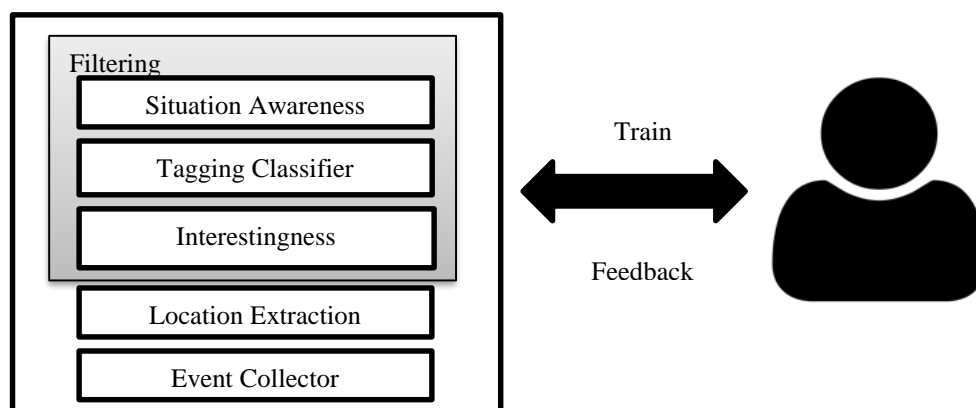 Filtering
Situation Awareness
Tagging Classifier
Interestingness
Location Extraction
Event Collector
Train
Feedback